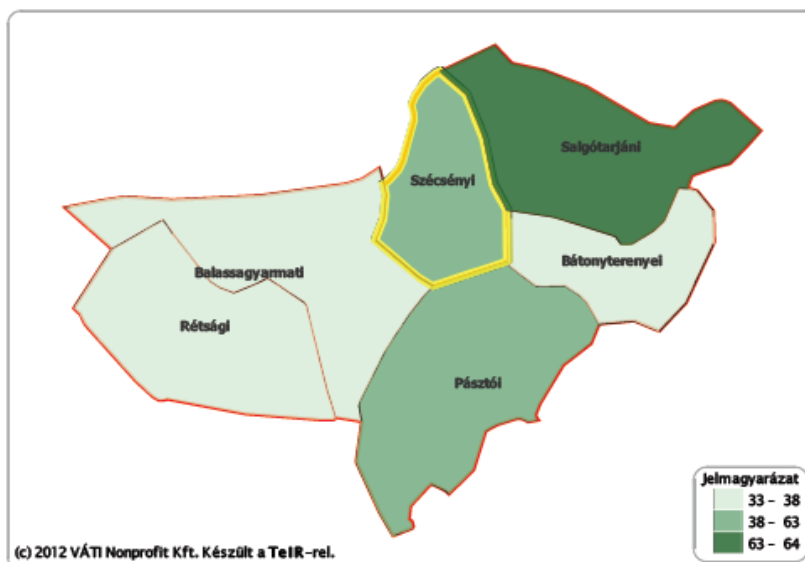 Salgótarjáni
Szécsényi
Bátonyterenyei
Balassagyarmati
Rétsági
Pásztói
Jelmagyarázat
33 - 38
38 - 63
63 - 64
(c) 2012 VÁTI Nonprofit Kft. Készült a TeIR-rel.